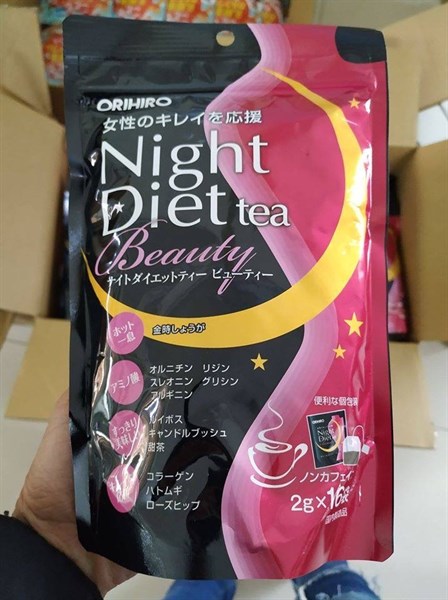 ORIHIRO
女性のキレイを応援
Night
Diet tea
Beauty
ナイトダイエットティー ビューティー
ホット
一息
金時しょうが
アミノ酸
オルニチン リジン
スレオニン グリシン
アルギニン
すっきり
ルイボス
キャンドルブッシュ
甜茶
コラーゲン
ハトムギ
ローズヒップ
便利な個包装
Night
Diet
ノンカフェイン
2g×16